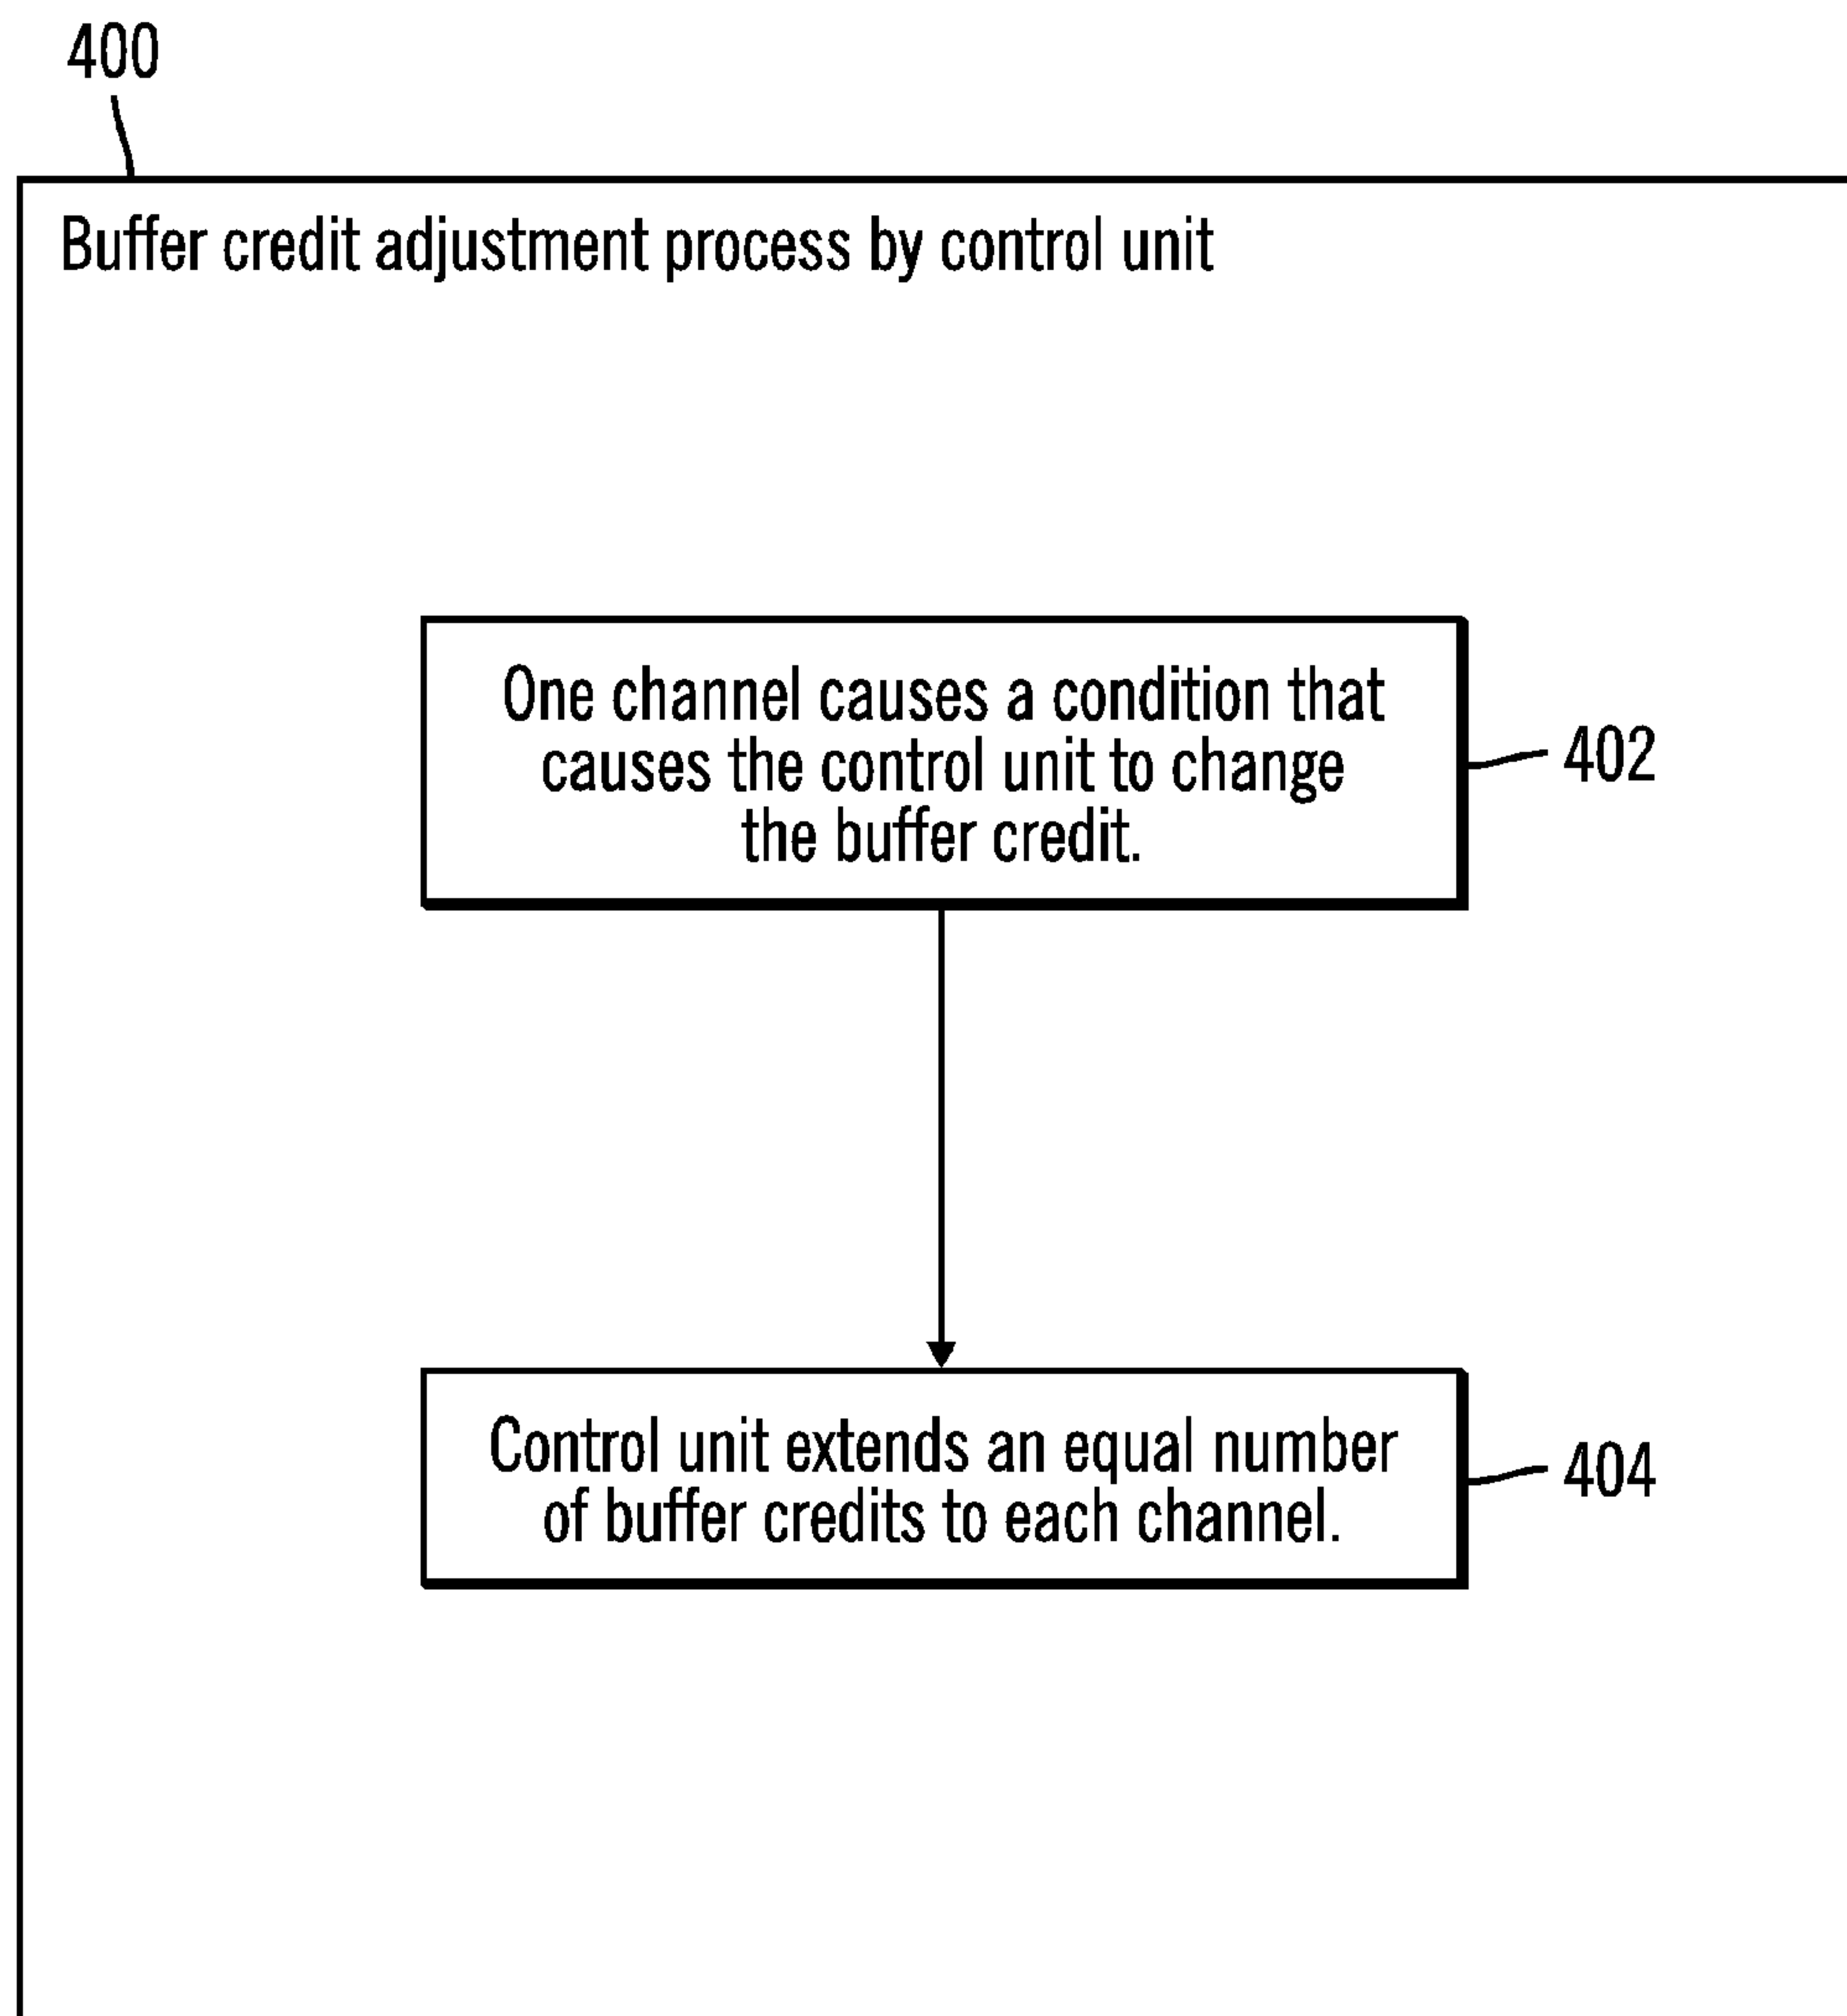 400
Buffer credit adjustment process by control unit
One channel causes a condition that
causes the control unit to change
the buffer credit.
402
Control unit extends an equal number
of buffer credits to each channel.
404